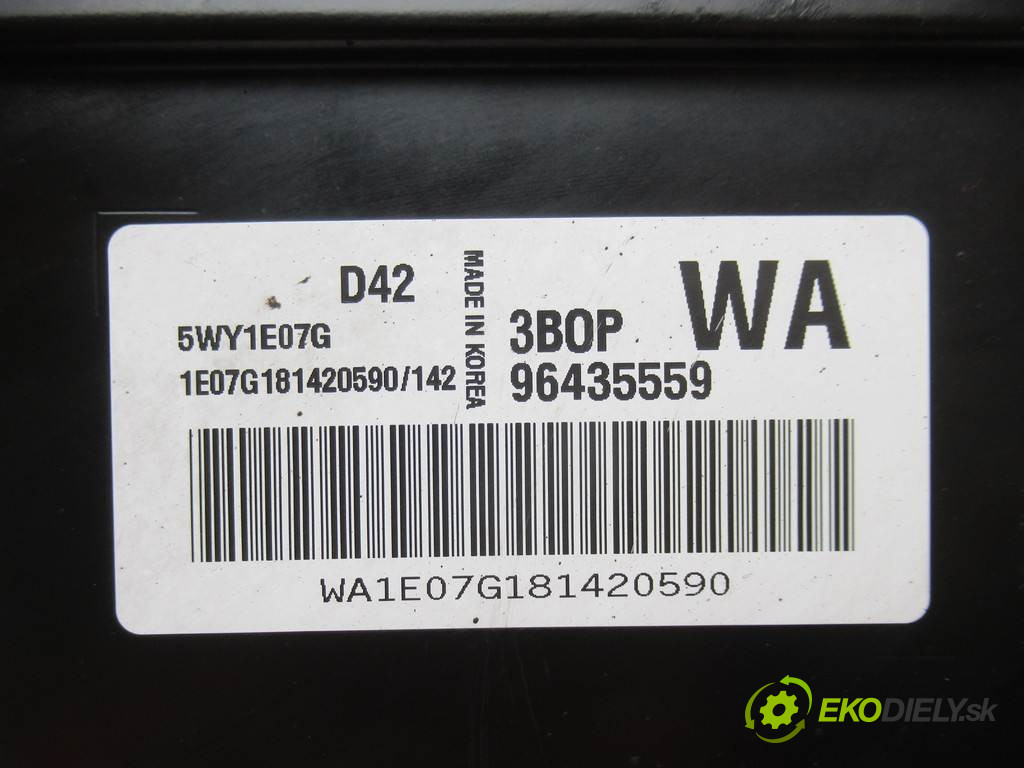 D42
5WY1E07G
1E07G181420590/142
MADE IN KOREA
3BOP
96435559
WA
WA1E07G181420590
EKODIELY.sk